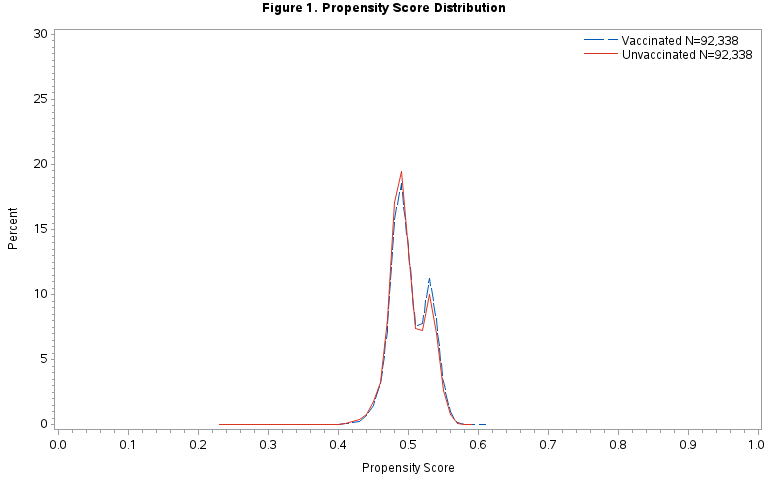 Figure 1. Propensity Score Distribution
Vaccinated N=92,338
Unvaccinated N=92,338
30
25
20
15
10
5
0
Percent
0.0 0.1 0.2 0.3 0.4 0.5 0.6 0.7 0.8 0.9 1.0
Propensity Score